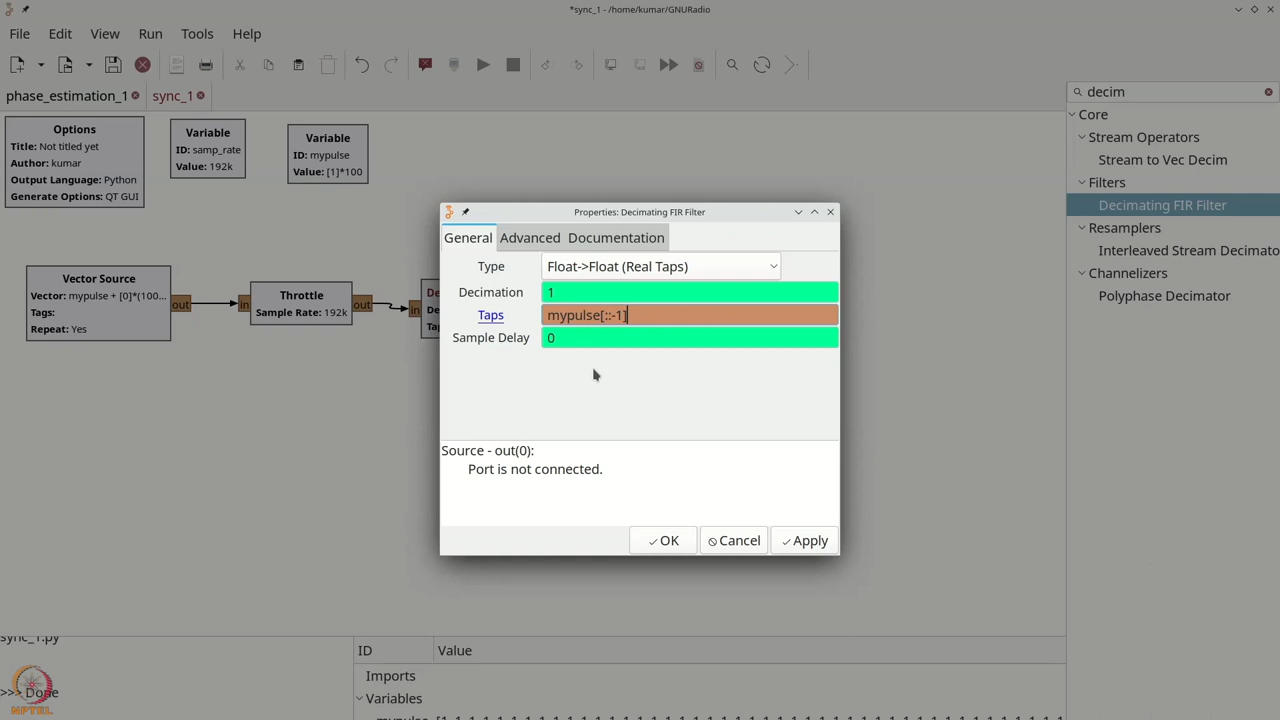 *sync_1 - /home/kumar/GNURadio
File Edit View Run Tools Help
phase_estimation_1 sync_1
decim
Core
Stream Operators
Stream to Vec Decim
Filters
Decimating FIR Filter
Resamplers
Interleaved Stream Decimato
Channelizers
Polyphase Decimator
Options
Title: Not titled yet
Author: kumar
Output Language: Python
Generate Options: QT GUI
Variable
ID: samp_rate
Value: 192k
Variable
ID: mypulse
Value: [1]*100
Vector Source
Vector: mypulse + [0]*(100...
Tags:
Repeat: Yes
out
in
Throttle
Sample Rate: 192k
out
in
Properties: Decimating FIR Filter
General Advanced Documentation
Type Float->Float (Real Taps)
Decimation 1
Taps mypulse[::-1]
Sample Delay 0
Source - out(0):
Port is not connected.
OK Cancel Apply
sync_1.py
>>> Done
NPTEL
ID Value
Imports
Variables